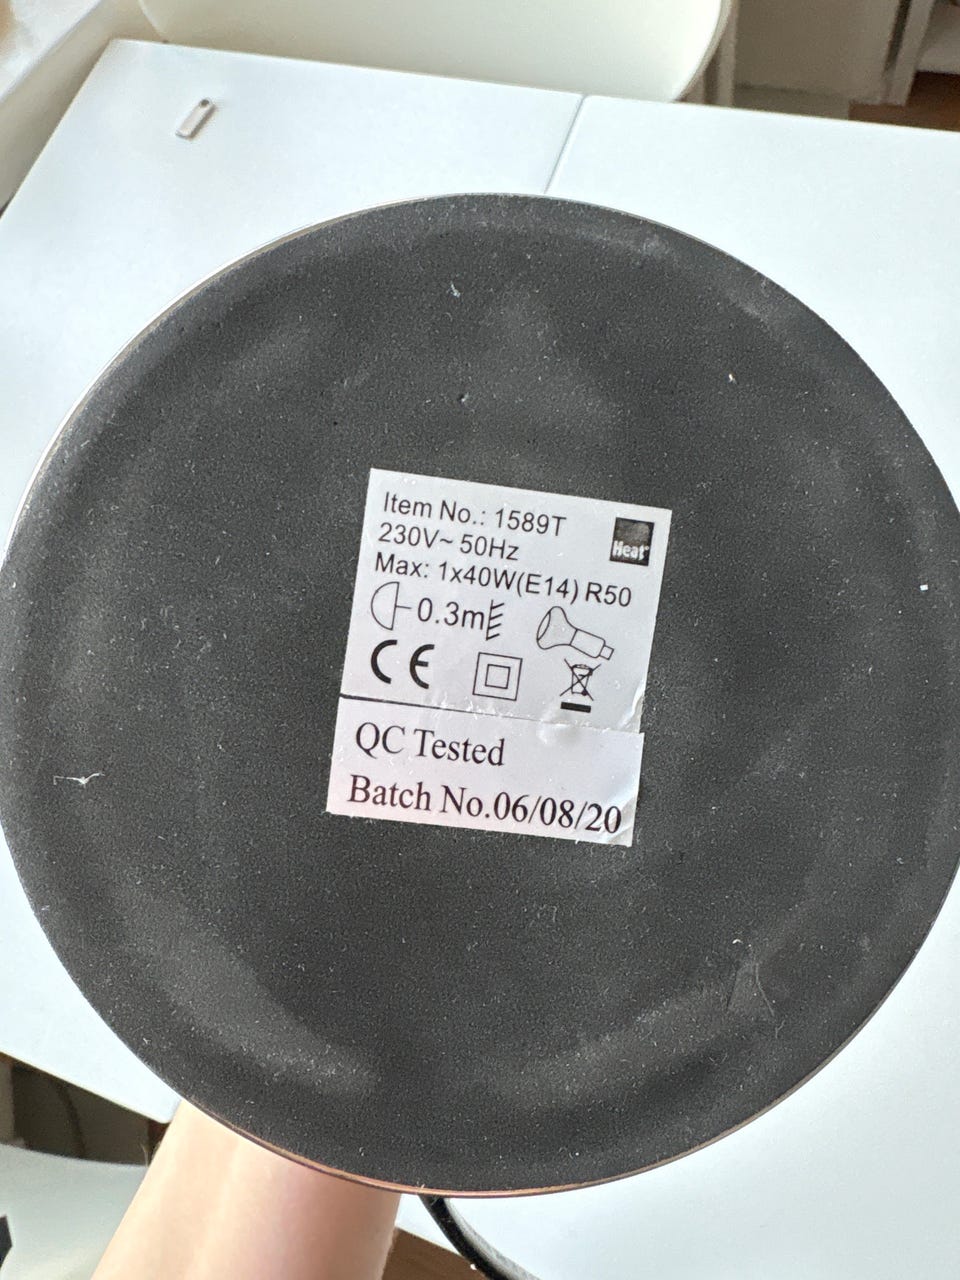 Item No.: 1589T
230V~ 50Hz
Heat
Max: 1x40W(E14) R50
0.3m
CE
QC Tested
Batch No.06/08/20